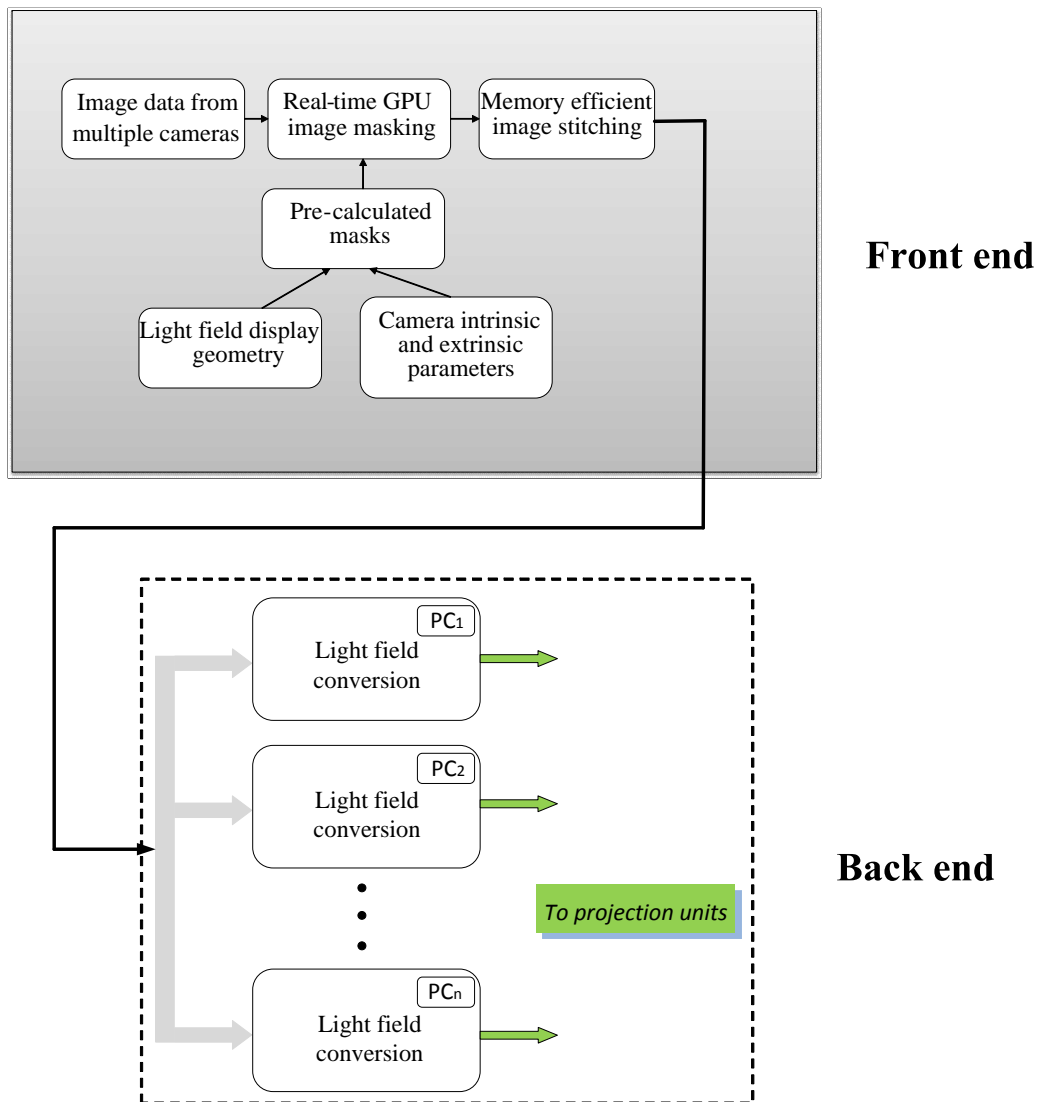 Image data from
multiple cameras
Real-time GPU
image masking
Memory efficient
image stitching
Pre-calculated
masks
Light field display
geometry
Camera intrinsic
and extrinsic
parameters
Front end
PC1
Light field
conversion
PC2
Light field
conversion
To projection units
PCn
Light field
conversion
Back end